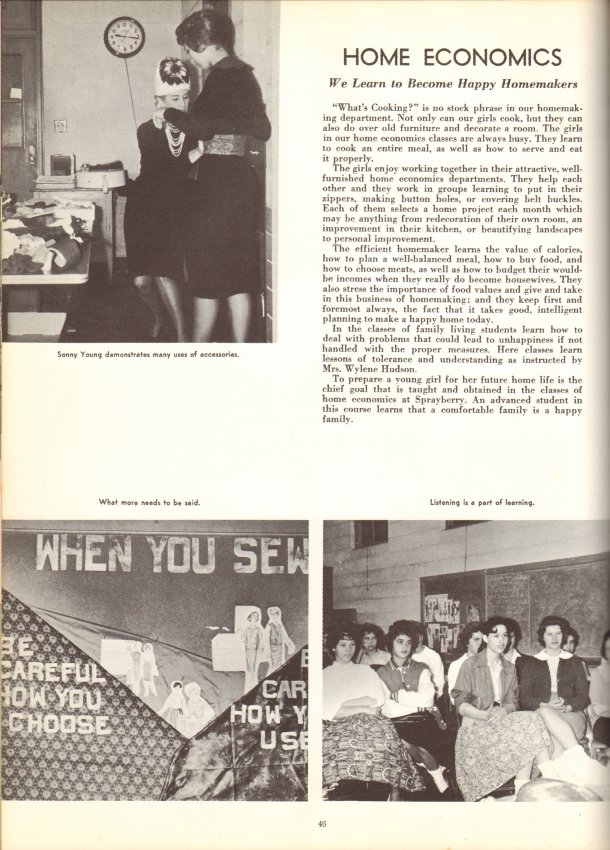 HOME ECONOMICS
We Learn to Become Happy Homemakers
"What's Cooking?" is no stock phrase in our homemak-
ing department. Not only can our girls cook, but they can
also do over old furniture and decorate a room. The girls
in our home economics classes are always busy. They learn
to cook an entire meal, as well as how to serve and eat
it properly.
The girls enjoy working together in their attractive, well-
furnished home economics departments. They help each
other and they work in groups learning to put in their
zippers, making button holes, or covering belt buckles.
Each of them selects a home project each month which
may be anything from redecoration of their own room, an
improvement in their kitchen, or beautifying landscapes
to personal improvement.
The efficient homemaker learns the value of calories,
how to plan a well-balanced meal, how to buy food, and
how to choose meats, as well as how to budget their would-
be incomes when they really do become housewives. They
also stress the importance of food values and give and take
in this business of homemaking; and they keep first and
foremost always, the fact that it takes good, intelligent
planning to make a happy home today.
In the classes of family living students learn how to
deal with problems that could lead to unhappiness if not
handled with the proper measures. Here classes learn
lessons of tolerance and understanding as instructed by
Mrs. Wylene Hudson.
To prepare a young girl for her future home life is the
chief goal that is taught and obtained in the classes of
home economics at Sprayberry. An advanced student in
this course learns that a comfortable family is a happy
family.
Sonny Young demonstrates many uses of accessories.
What more needs to be said.
Listening is a part of learning.
WHEN YOU SEW
BE
CAREFUL
HOW YOU
CHOOSE
B
CAR
HOW Y
USE
46